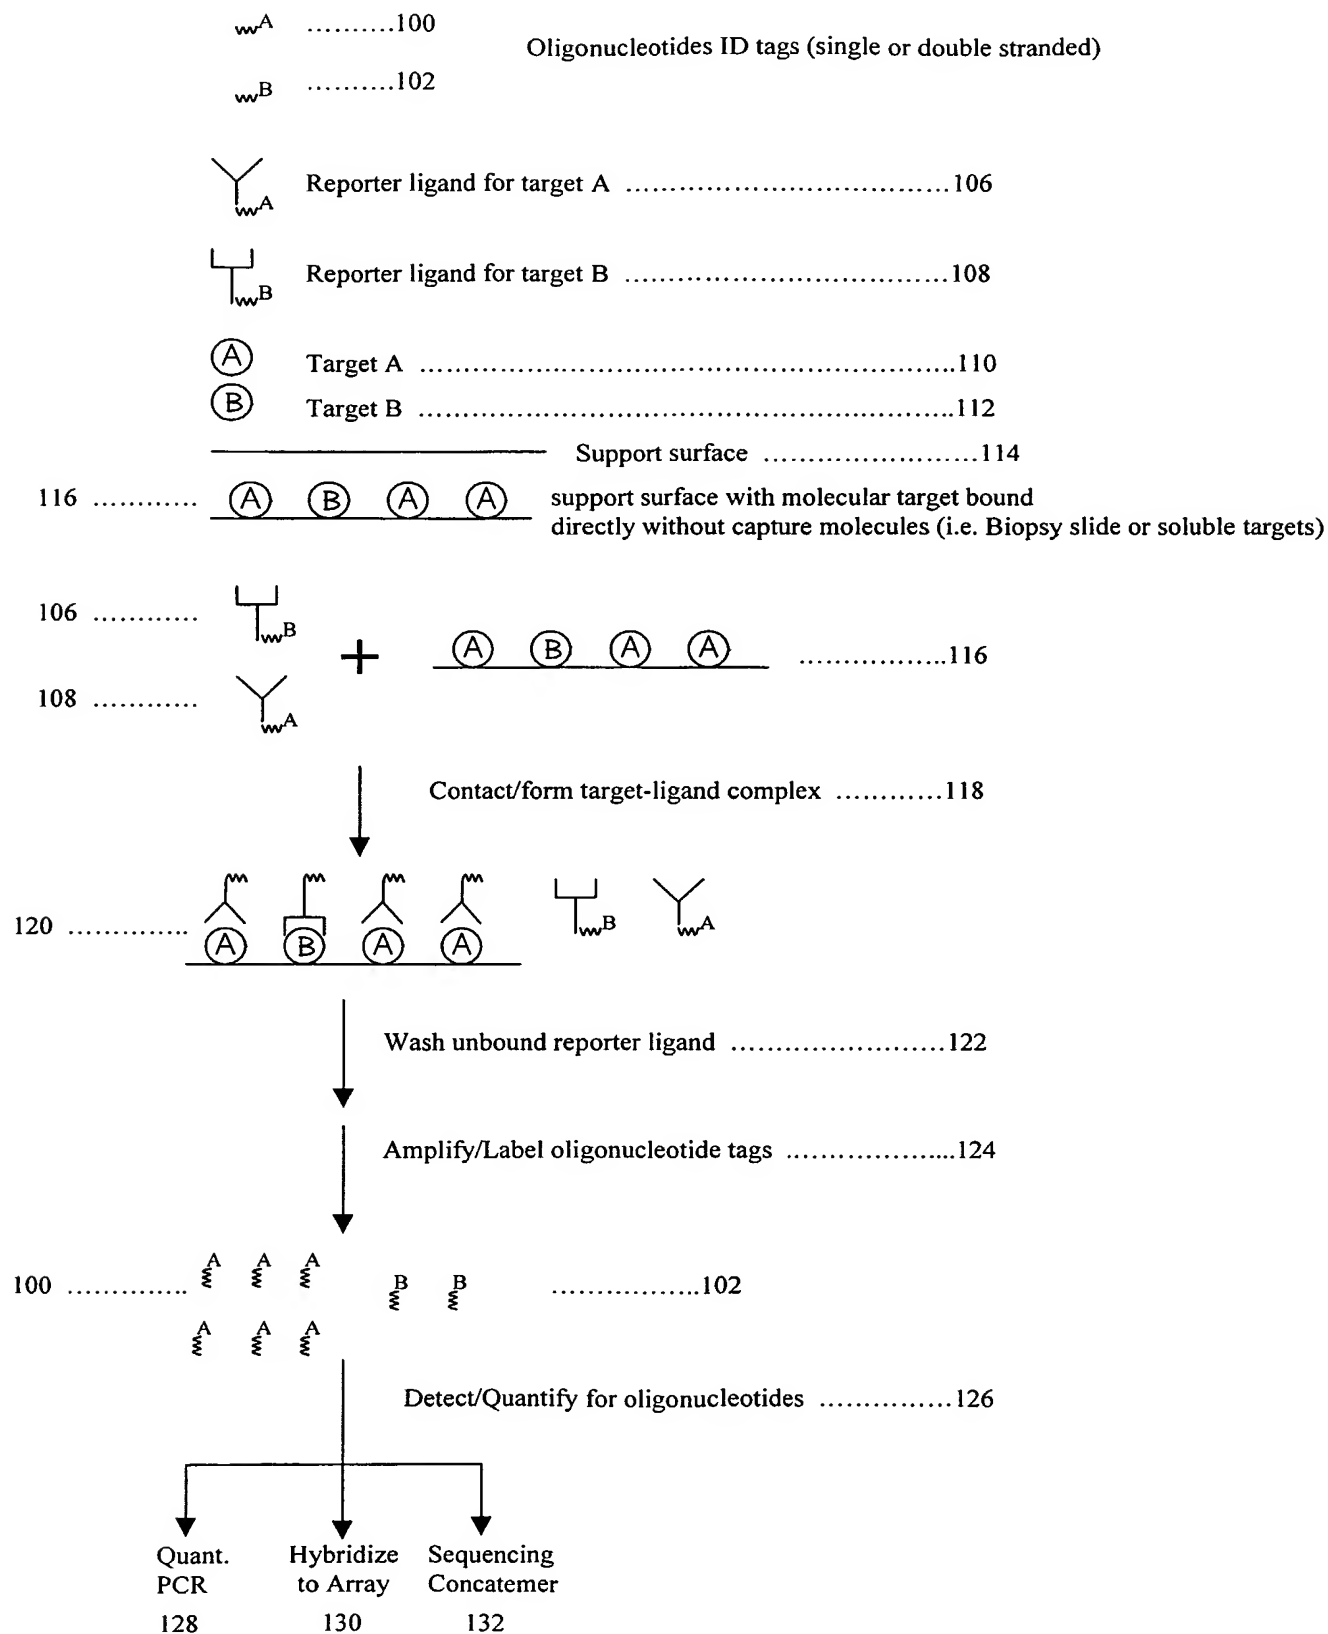 A ..........100
Oligonucleotides ID tags (single or double stranded)
B ..........102
A Reporter ligand for target A ......................................106
B Reporter ligand for target B ......................................108
A Target A ...............................................................110
B Target B ...............................................................112
Support surface .........................114
116 ............ A B A A support surface with molecular target bound
directly without capture molecules (i.e. Biopsy slide or soluble targets)
106 ............ B
+ A B A A .................116
108 ............ A
Contact/form target-ligand complex ............118
120 .............. A B A A B A
Wash unbound reporter ligand .........................122
Amplify/Label oligonucleotide tags ....................124
100 .............. A A A B B .................102
A A A
Detect/Quantify for oligonucleotides ...............126
Quant. Hybridize Sequencing
PCR to Array Concatemer
128 130 132